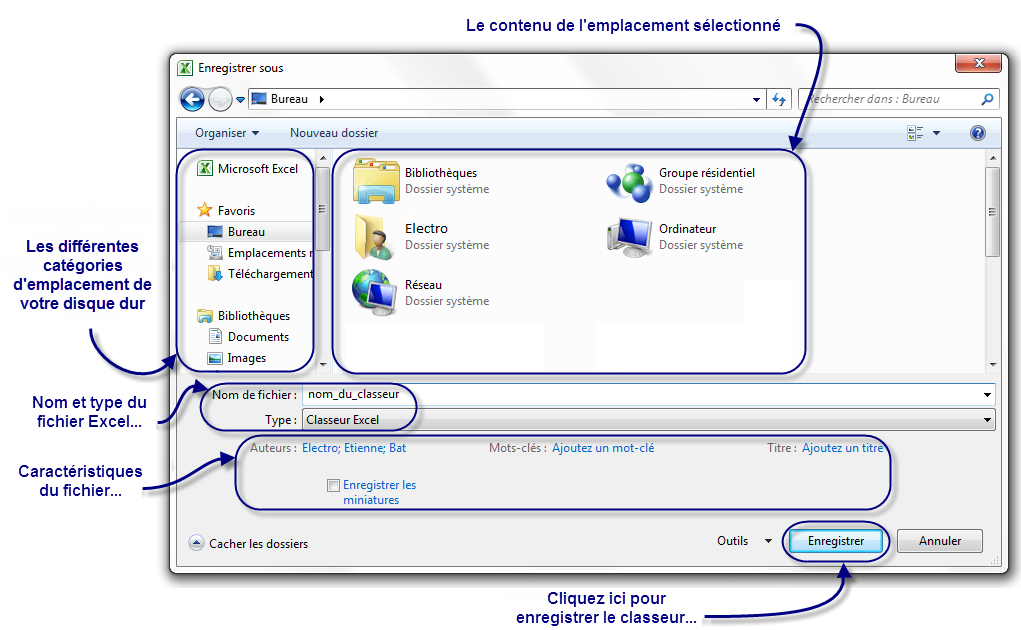 Le contenu de l'emplacement sélectionné
Enregistrer sous
Bureau
Rechercher dans : Bureau
Organiser
Nouveau dossier
Microsoft Excel
Favoris
Bureau
Emplacements r
Téléchargement
Bibliothèques
Documents
Images
Bibliothèques
Dossier système
Groupe résidentiel
Dossier système
Electro
Dossier système
Ordinateur
Dossier système
Réseau
Dossier système
Les différentes
catégories
d'emplacement de
votre disque dur
Nom et type du
fichier Excel...
Nom de fichier : nom_du_classeur
Type : Classeur Excel
Caractéristiques
du fichier...
Auteurs : Electro; Etienne; Bat
Mots-clés : Ajoutez un mot-clé
Titre : Ajoutez un titre
Enregistrer les
miniatures
Cacher les dossiers
Outils
Enregistrer
Annuler
Cliquez ici pour
enregistrer le classeur...